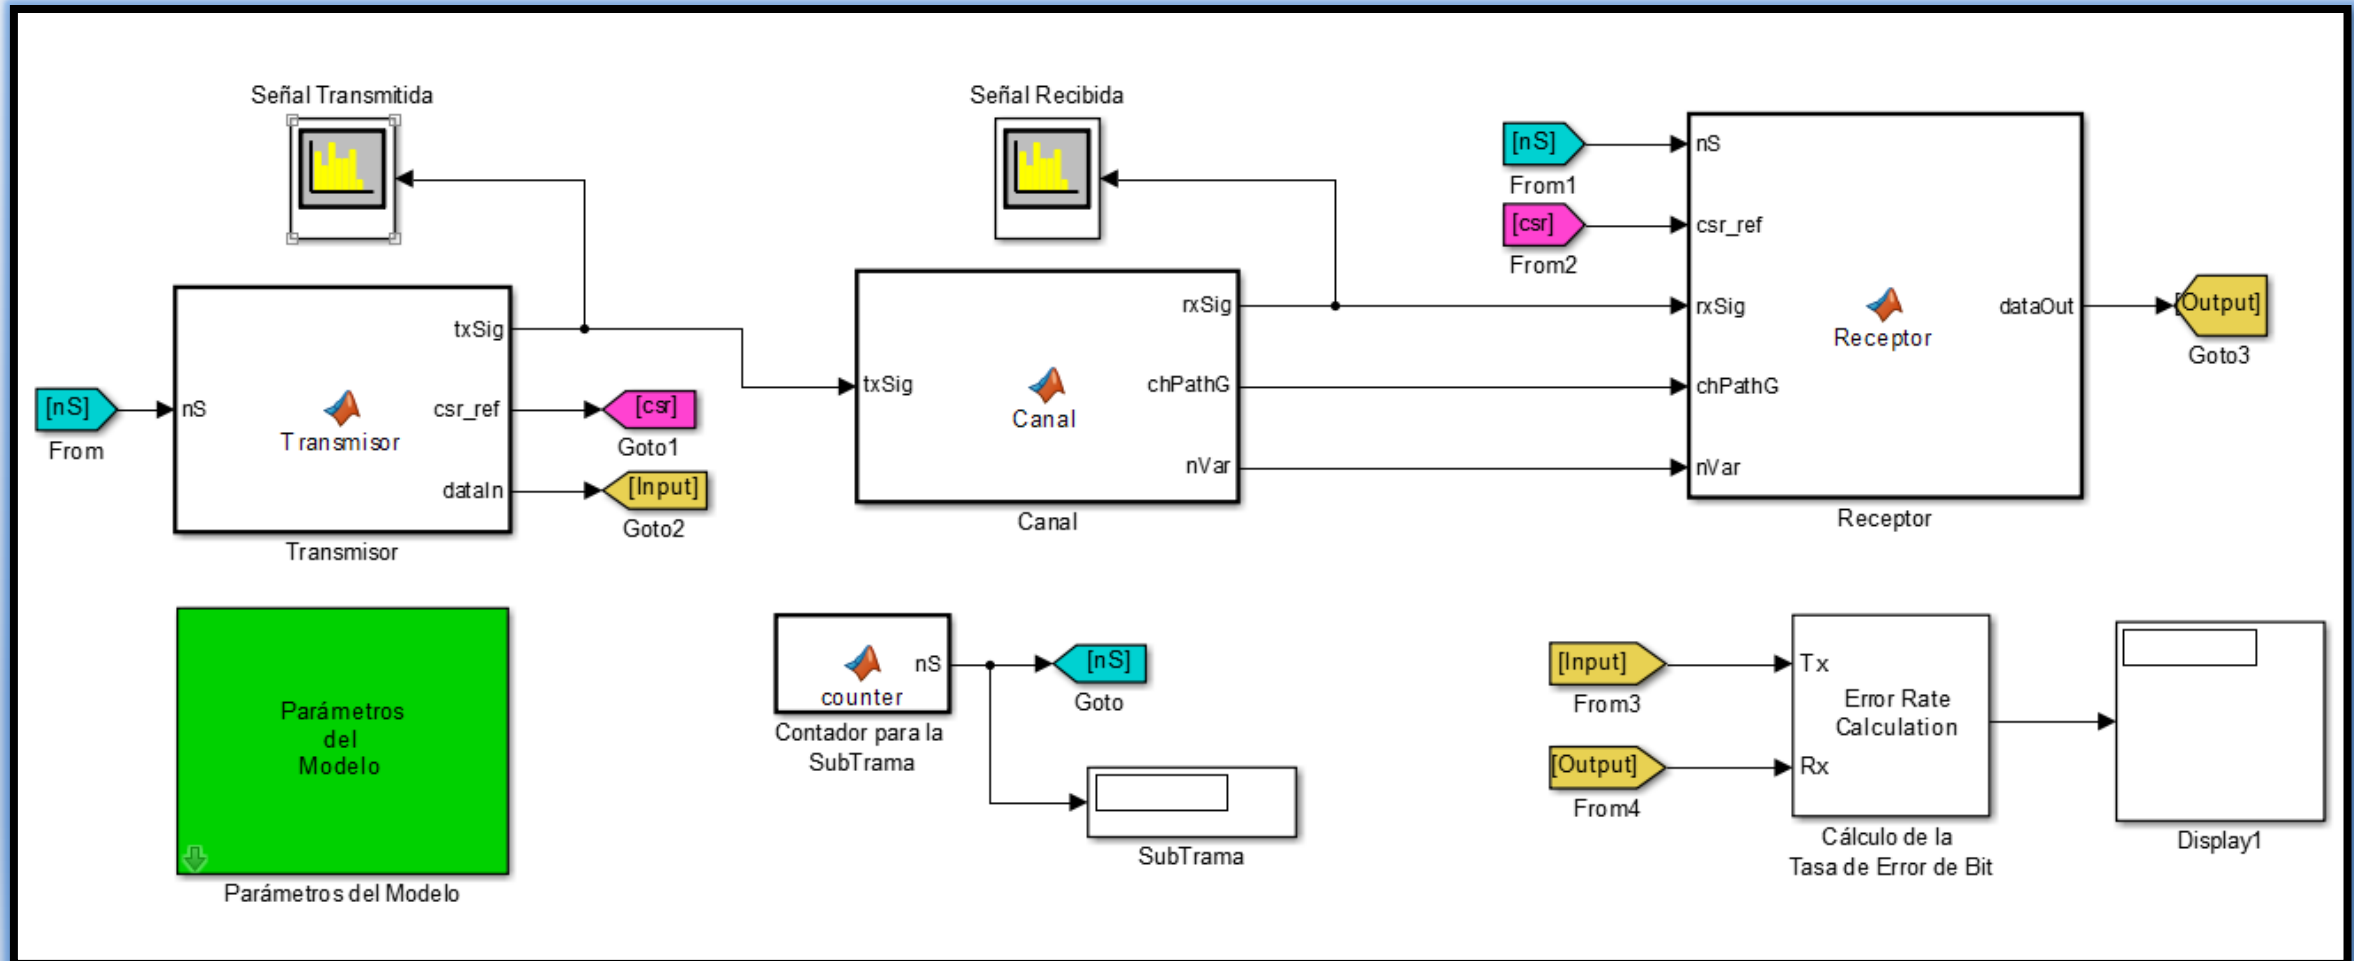 Señal Transmitida
Señal Recibida
[nS]
nS
From1
[csr]
csr_ref
From2
txSig
rxSig
rxSig
Receptor
dataOut
[Output]
Goto3
[nS]
From
nS
Transmisor
csr_ref
[csr]
Goto1
dataIn
[Input]
Goto2
Transmisor
txSig
Canal
chPathG
chPathG
nVar
nVar
Canal
Receptor
Parámetros
del
Modelo
Parámetros del Modelo
nS
counter
Contador para la
SubTrama
[nS]
Goto
SubTrama
[Input]
From3
Tx
Error Rate
Calculation
[Output]
From4
Rx
Cálculo de la
Tasa de Error de Bit
Display1